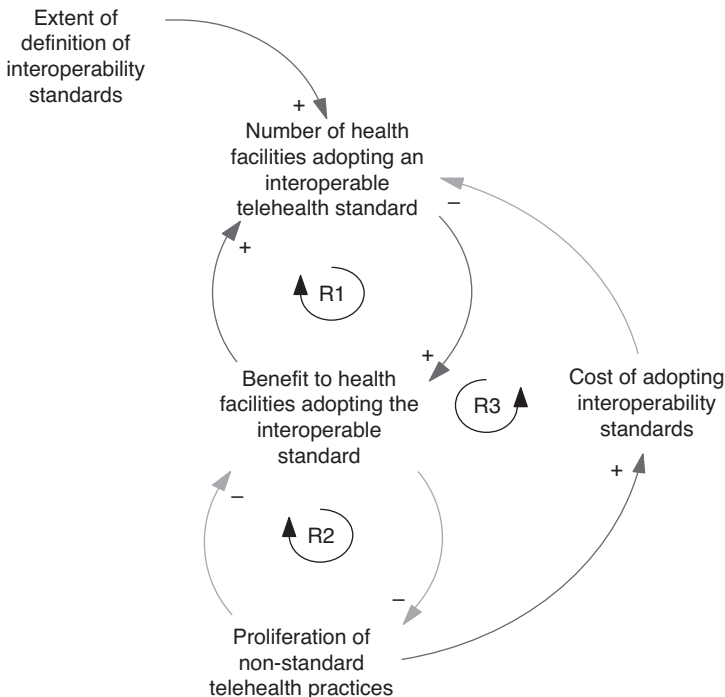 Extent of
definition of
interoperability
standards
+
Number of health
facilities adopting an
interoperable
telehealth standard
–
+
R1
+
Benefit to health
facilities adopting the
interoperable
standard
R3
Cost of adopting
interoperability
standards
+
–
R2
–
Proliferation of
non-standard
telehealth practices